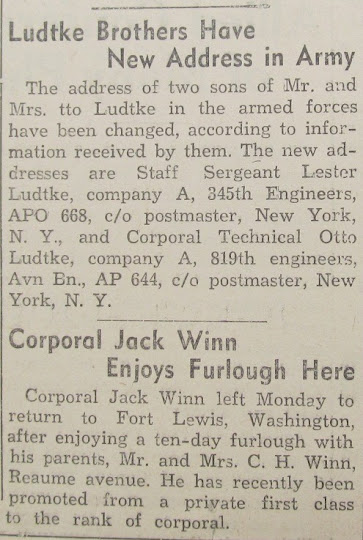 Ludtke Brothers Have
New Address in Army
The address of two sons of Mr. and
Mrs. tto Ludtke in the armed forces
have been changed, according to infor-
mation received by them. The new ad-
dresses are Staff Sergeant Lester
Ludtke, company A, 345th Engineers,
APO 668, c/o postmaster, New York,
N. Y., and Corporal Technical Otto
Ludtke, company A, 819th engineers,
Avn En., AP 644, c/o postmaster, New
York, N. Y.
Corporal Jack Winn
Enjoys Furlough Here
Corporal Jack Winn left Monday to
return to Fort Lewis, Washington,
after enjoying a ten-day furlough with
his parents, Mr. and Mrs. C. H. Winn,
Reaume avenue. He has recently been
promoted from a private first class
to the rank of corporal.